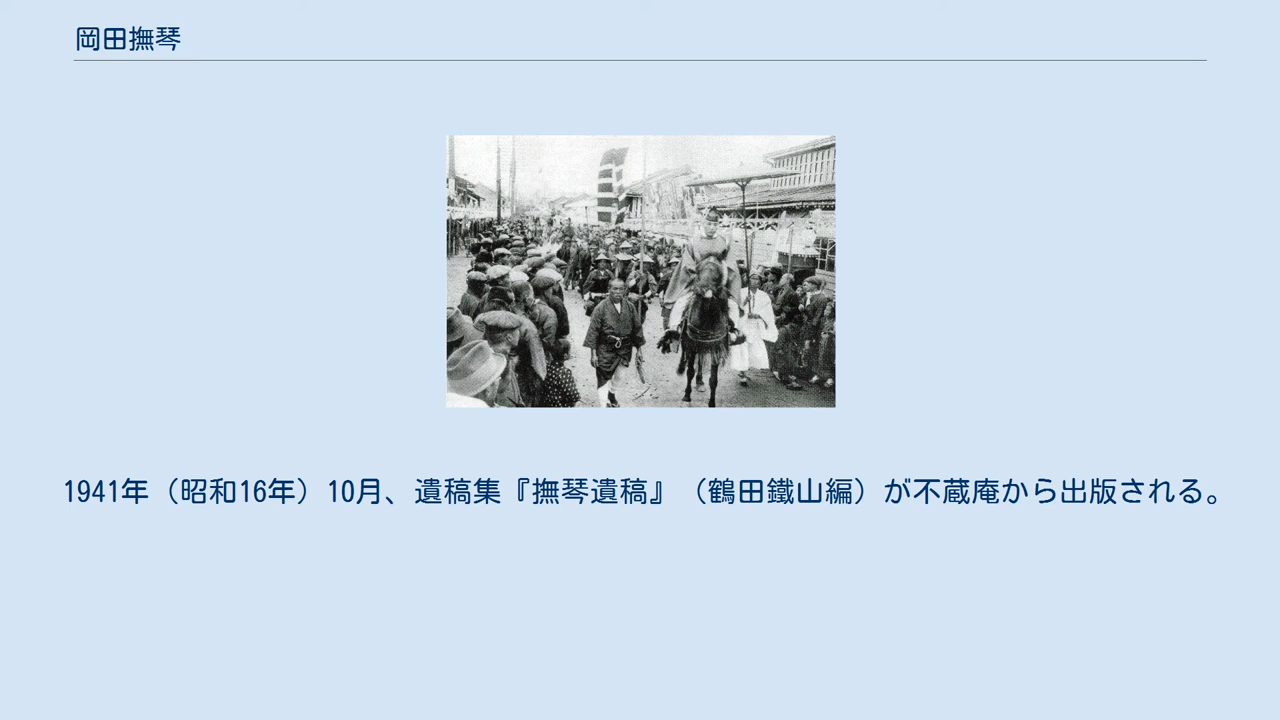 岡田撫琴
1941年（昭和16年）10月、遺稿集『撫琴遺稿』（鶴田鐵山編）が不蔵庵から出版される。